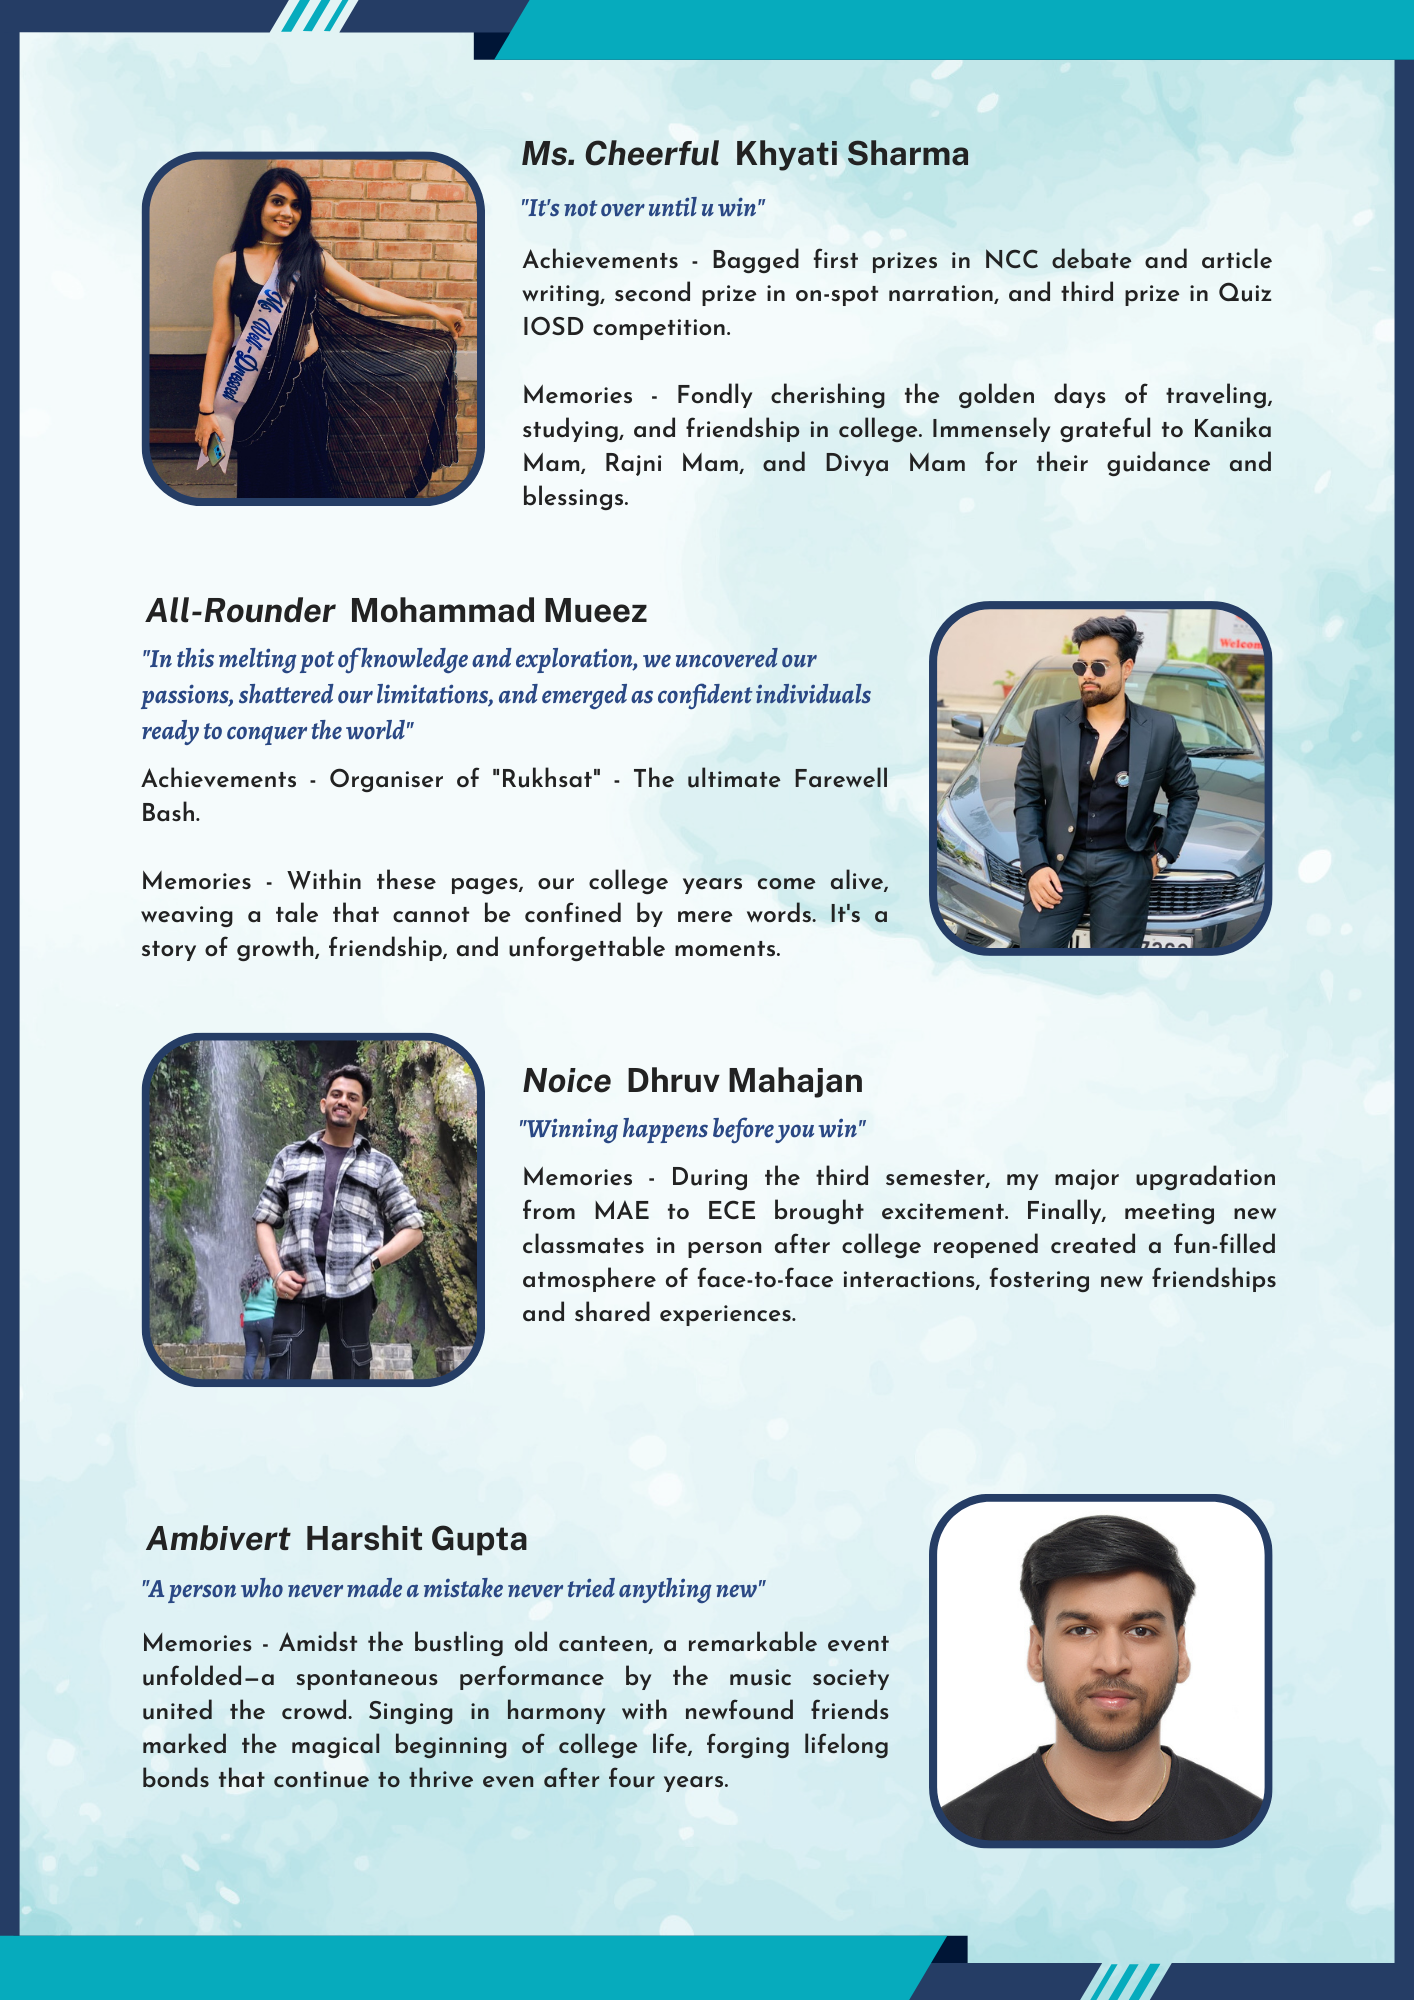 Ms. Cheerful Khyati Sharma
"It's not over until u win"
Achievements - Bagged first prizes in NCC debate and article
writing, second prize in on-spot narration, and third prize in Quiz
IOSD competition.
Memories - Fondly cherishing the golden days of traveling,
studying, and friendship in college. Immensely grateful to Kanika
Mam, Rajni Mam, and Divya Mam for their guidance and
blessings.
Ms. Well-Dressed
All-Rounder Mohammad Mueez
"In this melting pot of knowledge and exploration, we uncovered our
passions, shattered our limitations, and emerged as confident individuals
ready to conquer the world"
Achievements - Organiser of "Rukhsat" - The ultimate Farewell
Bash.
Memories - Within these pages, our college years come alive,
weaving a tale that cannot be confined by mere words. It's a
story of growth, friendship, and unforgettable moments.
Noice Dhruv Mahajan
"Winning happens before you win"
Memories - During the third semester, my major upgradation
from MAE to ECE brought excitement. Finally, meeting new
classmates in person after college reopened created a fun-filled
atmosphere of face-to-face interactions, fostering new friendships
and shared experiences.
Ambivert Harshit Gupta
"A person who never made a mistake never tried anything new"
Memories - Amidst the bustling old canteen, a remarkable event
unfolded—a spontaneous performance by the music society
united the crowd. Singing in harmony with newfound friends
marked the magical beginning of college life, forging lifelong
bonds that continue to thrive even after four years.